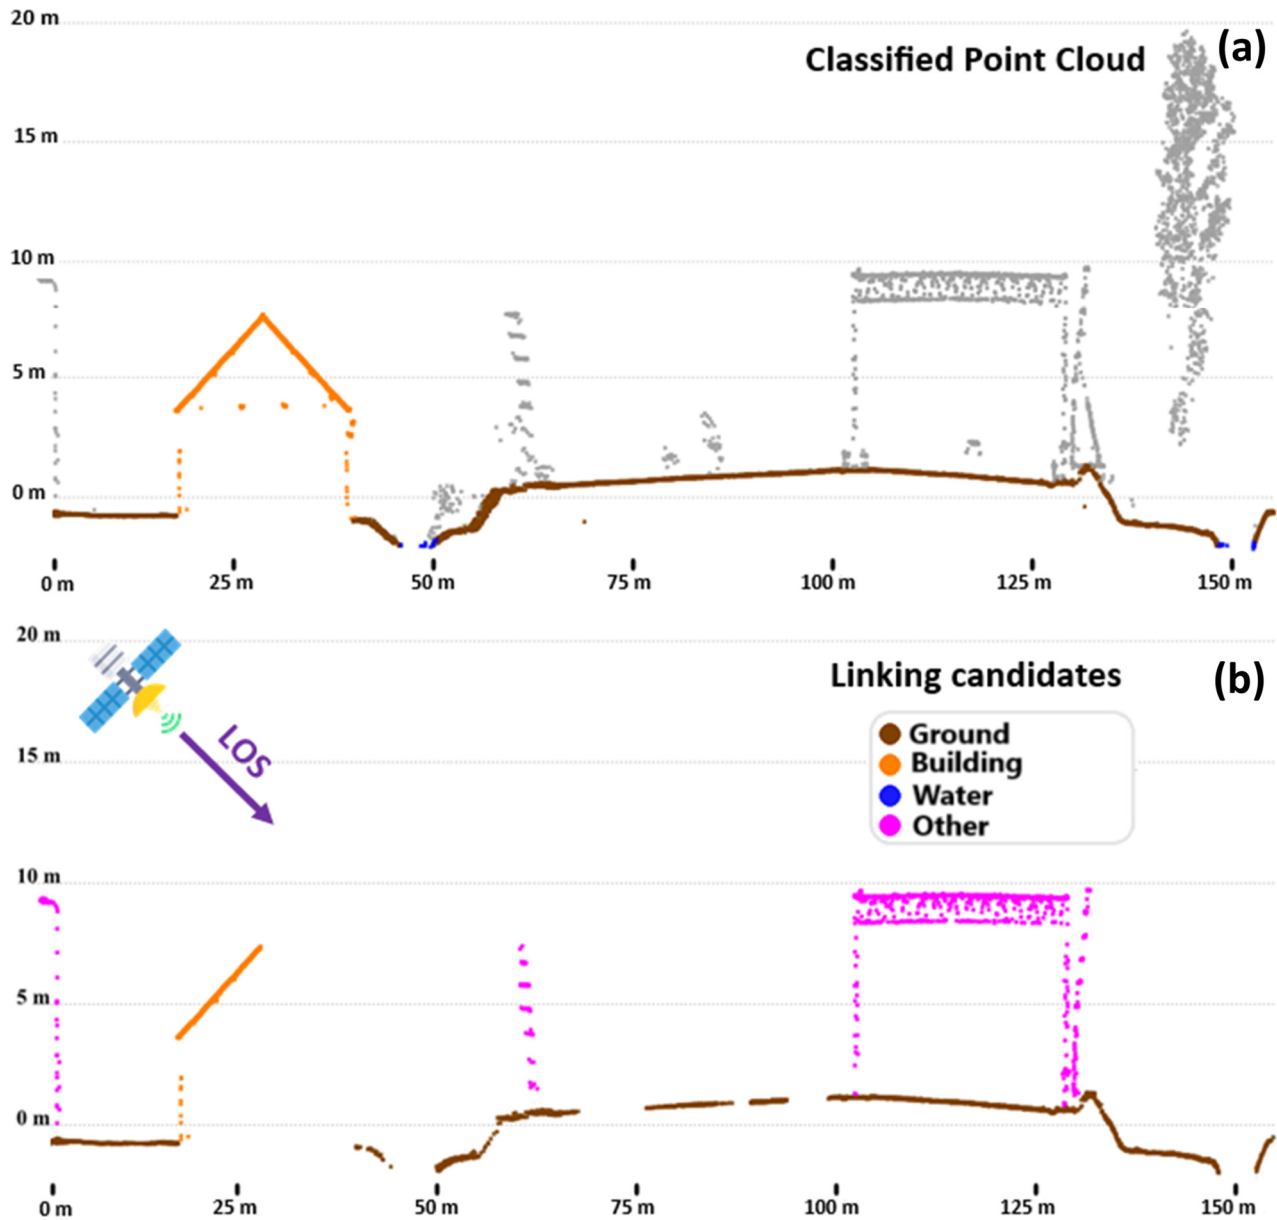 20 m
(a)
Classified Point Cloud
15 m
10 m
5 m
0 m
0 m 25 m 50 m 75 m 100 m 125 m 150 m
20 m
Linking candidates (b)
Ground
LOS
15 m
Building
Water
Other
10 m
5 m
0 m
0 m 25 m 50 m 75 m 100 m 125 m 150 m